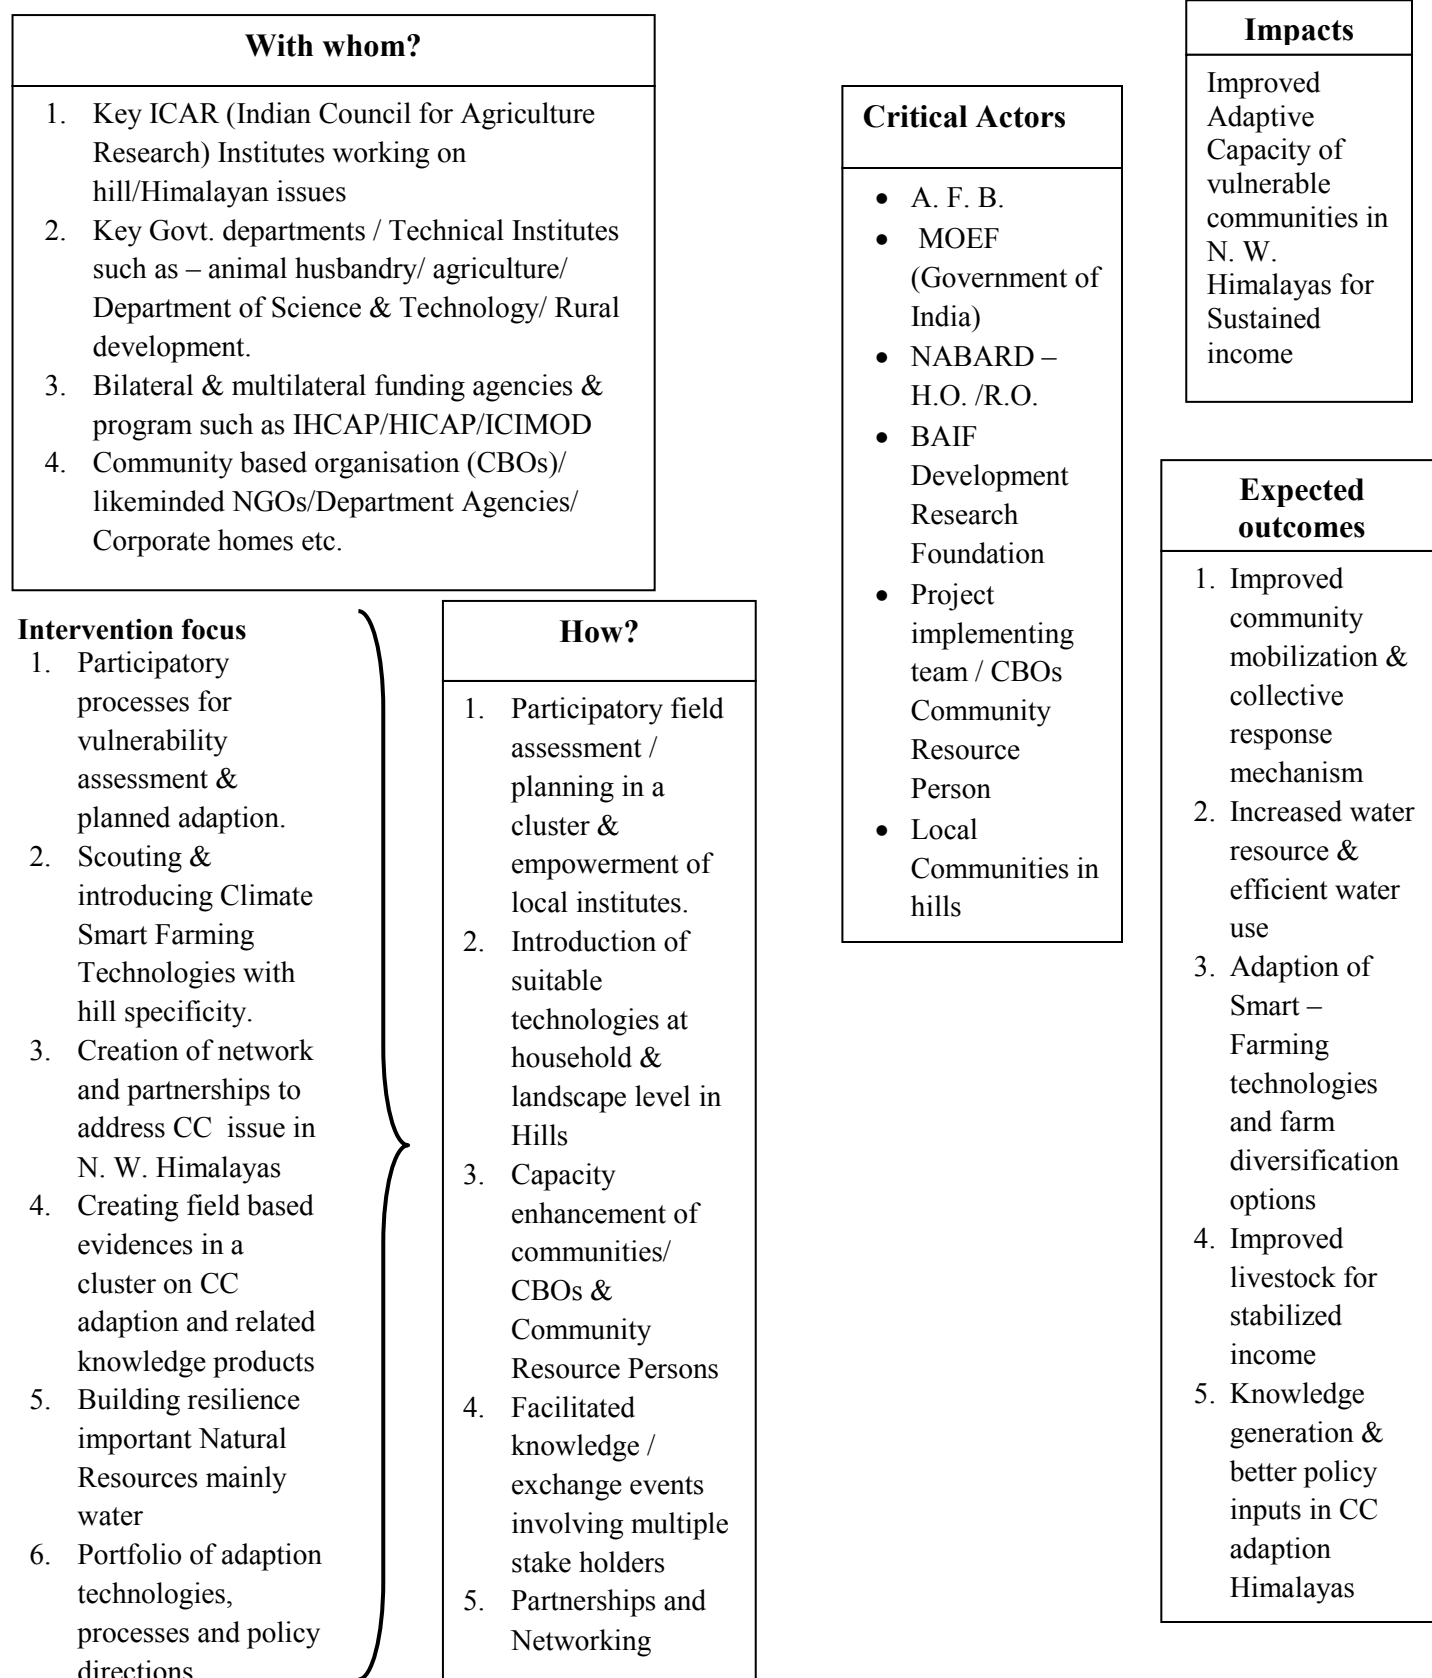 With whom?
1. Key ICAR (Indian Council for Agriculture
Research) Institutes working on
hill/Himalayan issues
2. Key Govt. departments / Technical Institutes
such as – animal husbandry/ agriculture/
Department of Science & Technology/ Rural
development.
3. Bilateral & multilateral funding agencies &
program such as IHCAP/HICAP/ICIMOD
4. Community based organisation (CBOs)/
likeminded NGOs/Department Agencies/
Corporate homes etc.
Intervention focus
1. Participatory
processes for
vulnerability
assessment &
planned adaption.
2. Scouting &
introducing Climate
Smart Farming
Technologies with
hill specificity.
3. Creation of network
and partnerships to
address CC issue in
N. W. Himalayas
4. Creating field based
evidences in a
cluster on CC
adaption and related
knowledge products
5. Building resilience
important Natural
Resources mainly
water
6. Portfolio of adaption
technologies,
processes and policy
directions
How?
1. Participatory field
assessment /
planning in a
cluster &
empowerment of
local institutes.
2. Introduction of
suitable
technologies at
household &
landscape level in
Hills
3. Capacity
enhancement of
communities/
CBOs &
Community
Resource Persons
4. Facilitated
knowledge /
exchange events
involving multiple
stake holders
5. Partnerships and
Networking
Critical Actors
• A. F. B.
• MOEF
(Government of
India)
• NABARD –
H.O. /R.O.
• BAIF
Development
Research
Foundation
• Project
implementing
team / CBOs
Community
Resource
Person
• Local
Communities in
hills
Impacts
Improved
Adaptive
Capacity of
vulnerable
communities in
N. W.
Himalayas for
Sustained
income
Expected
outcomes
1. Improved
community
mobilization &
collective
response
mechanism
2. Increased water
resource &
efficient water
use
3. Adaption of
Smart –
Farming
technologies
and farm
diversification
options
4. Improved
livestock for
stabilized
income
5. Knowledge
generation &
better policy
inputs in CC
adaption
Himalayas